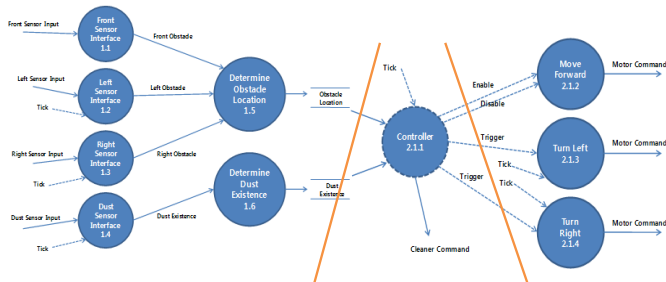 Front Sensor Input
Front
Sensor
Interface
1.1
Front Obstacle
Left Sensor Input
Tick
Left
Sensor
Interface
1.2
Left Obstacle
Right Sensor Input
Tick
Right
Sensor
Interface
1.3
Right Obstacle
Dust Sensor Input
Tick
Dust
Sensor
Interface
1.4
Dust Existence
Determine
Obstacle
Location
1.5
Determine
Dust
Existence
1.6
Obstacle
Location
Dust
Existence
Tick
Controller
2.1.1
Cleaner Command
Enable
Disable
Trigger
Tick
Tick
Trigger
Move
Forward
2.1.2
Motor Command
Turn Left
2.1.3
Motor Command
Turn
Right
2.1.4
Motor Command